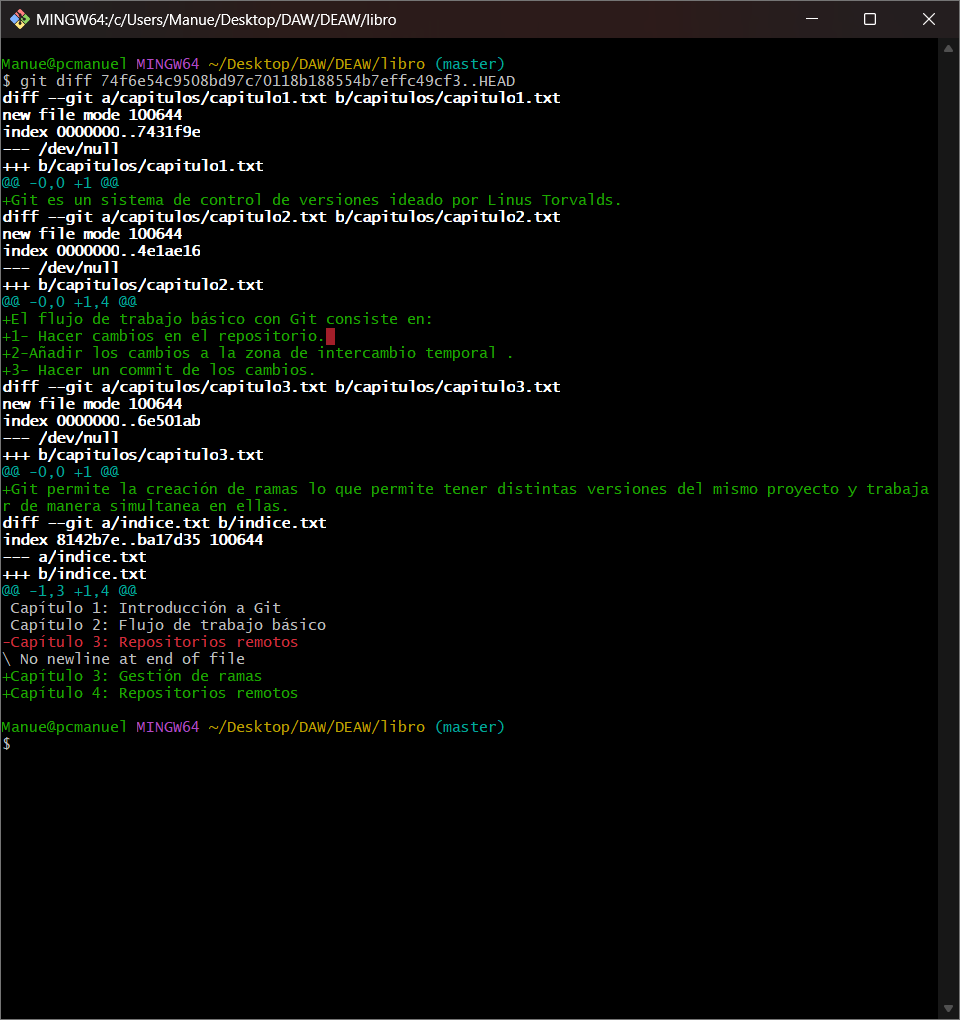 MINGW64:/c/Users/Manue/Desktop/DAW/DEAW/libro
Manue@pcmanuel MINGW64 ~/Desktop/DAW/DEAW/libro (master)
$ git diff 74f6e54c9508bd97c70118b188554b7effc49cf3..HEAD
diff --git a/capitulos/capitulo1.txt b/capitulos/capitulo1.txt
new file mode 100644
index 0000000..7431f9e
--- /dev/null
+++ b/capitulos/capitulo1.txt
@@ -0,0 +1 @@
+Git es un sistema de control de versiones ideado por Linus Torvalds.
diff --git a/capitulos/capitulo2.txt b/capitulos/capitulo2.txt
new file mode 100644
index 0000000..4e1ae16
--- /dev/null
+++ b/capitulos/capitulo2.txt
@@ -0,0 +1,4 @@
+El flujo de trabajo básico con Git consiste en:
+1- Hacer cambios en el repositorio.
+2-Añadir los cambios a la zona de intercambio temporal .
+3- Hacer un commit de los cambios.
diff --git a/capitulos/capitulo3.txt b/capitulos/capitulo3.txt
new file mode 100644
index 0000000..6e501ab
--- /dev/null
+++ b/capitulos/capitulo3.txt
@@ -0,0 +1 @@
+Git permite la creación de ramas lo que permite tener distintas versiones del mismo proyecto y trabaja
r de manera simultanea en ellas.
diff --git a/indice.txt b/indice.txt
index 8142b7e..ba17d35 100644
--- a/indice.txt
+++ b/indice.txt
@@ -1,3 +1,4 @@
 Capítulo 1: Introducción a Git
 Capítulo 2: Flujo de trabajo básico
-Capítulo 3: Repositorios remotos
\ No newline at end of file
+Capítulo 3: Gestión de ramas
+Capítulo 4: Repositorios remotos
Manue@pcmanuel MINGW64 ~/Desktop/DAW/DEAW/libro (master)
$